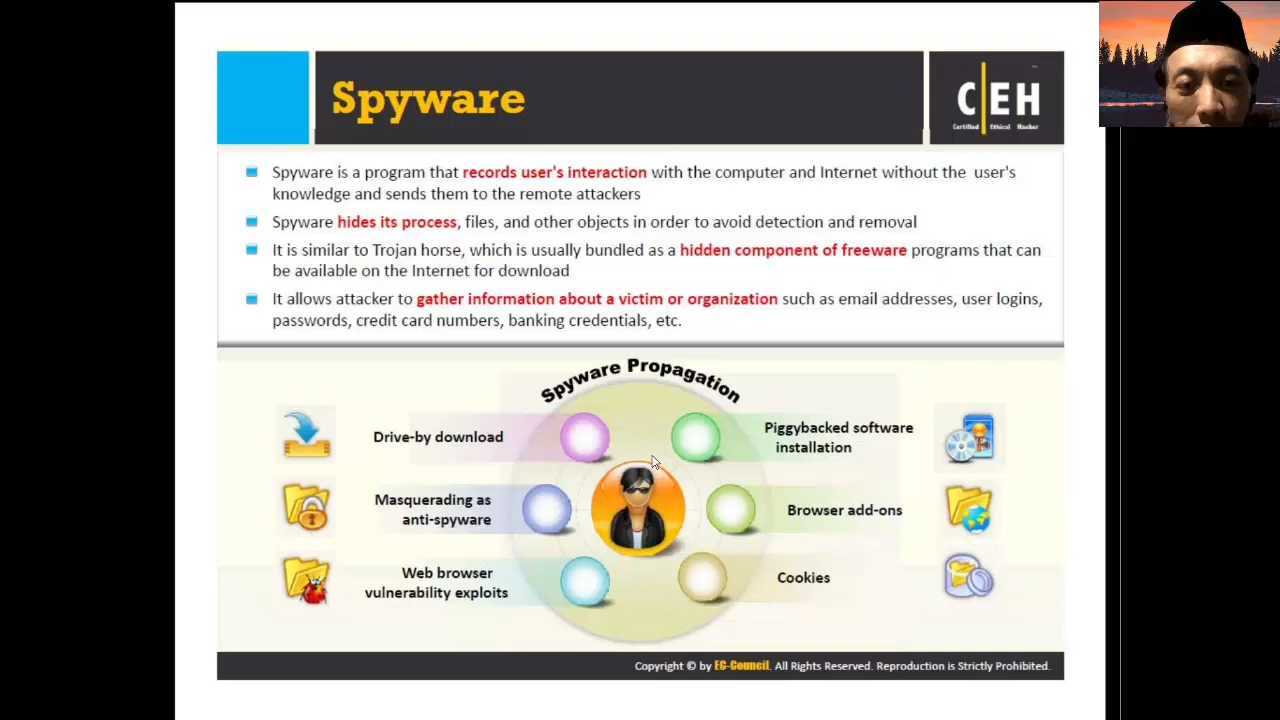 Spyware
CEH
Certified Ethical Hacker
Spyware is a program that records user's interaction with the computer and Internet without the user's
knowledge and sends them to the remote attackers
Spyware hides its process, files, and other objects in order to avoid detection and removal
It is similar to Trojan horse, which is usually bundled as a hidden component of freeware programs that can
be available on the Internet for download
It allows attacker to gather information about a victim or organization such as email addresses, user logins,
passwords, credit card numbers, banking credentials, etc.
Spyware Propagation
Drive-by download
Piggybacked software
installation
Masquerading as
anti-spyware
Browser add-ons
Web browser
vulnerability exploits
Cookies
Copyright © by EC-Council. All Rights Reserved. Reproduction is Strictly Prohibited.